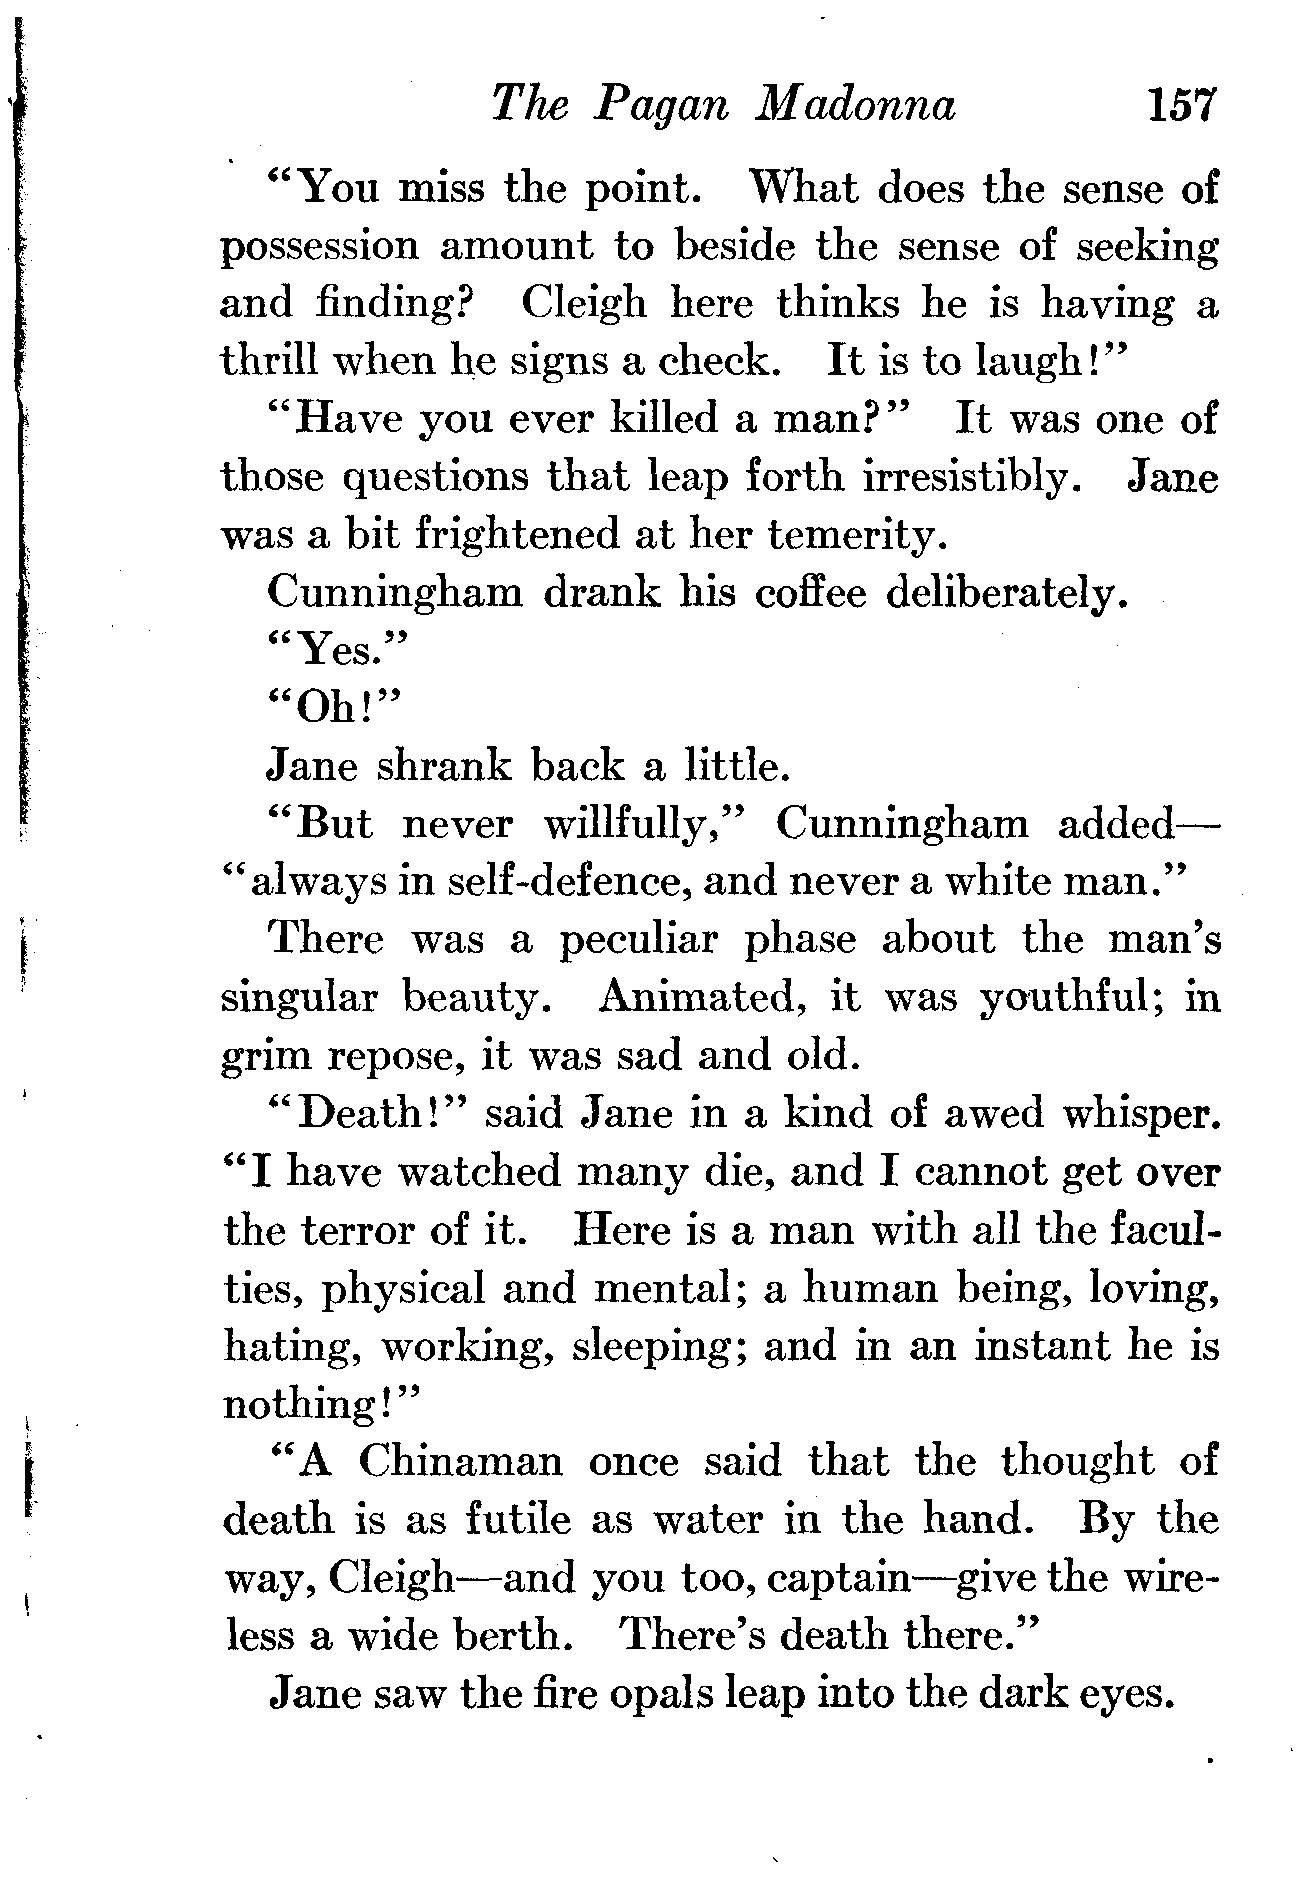 The Pagan Madonna 157
“You miss the point. What does the sense of
possession amount to beside the sense of seeking
and finding? Cleigh here thinks he is having a
thrill when he signs a check. It is to laugh!”
“Have you ever killed a man?” It was one of
those questions that leap forth irresistibly. Jane
was a bit frightened at her temerity.
Cunningham drank his coffee deliberately.
“Yes.”
“Oh!”
Jane shrank back a little.
“But never willfully,” Cunningham added—
“always in self-defence, and never a white man.”
There was a peculiar phase about the man’s
singular beauty. Animated, it was youthful; in
grim repose, it was sad and old.
“Death!” said Jane in a kind of awed whisper.
“I have watched many die, and I cannot get over
the terror of it. Here is a man with all the facul-
ties, physical and mental; a human being, loving,
hating, working, sleeping; and in an instant he is
nothing!”
“A Chinaman once said that the thought of
death is as futile as water in the hand. By the
way, Cleigh—and you too, captain—give the wire-
less a wide berth. There’s death there.”
Jane saw the fire opals leap into the dark eyes.